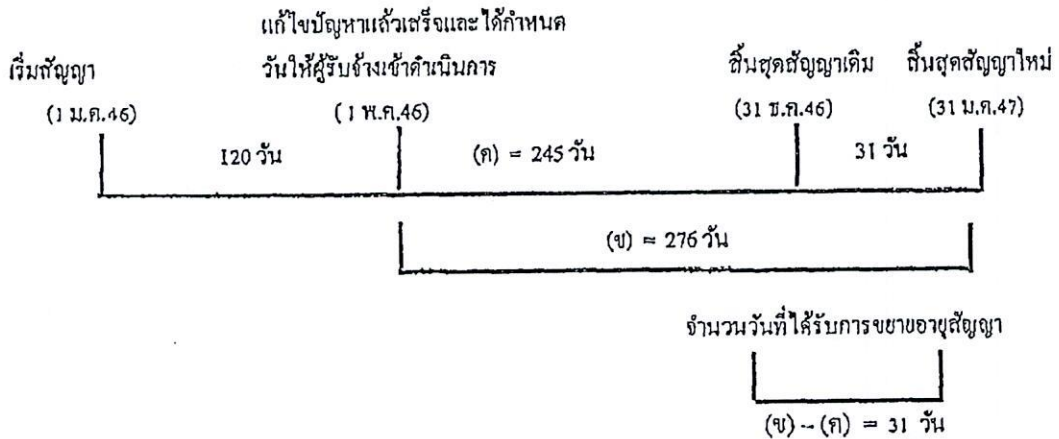 แก้ไขปัญหาแล้วเสร็จและได้กำหนด
เริ่มสัญญา วันให้ผู้รับจ้างเข้าดำเนินการ สิ้นสุดสัญญาเดิม สิ้นสุดสัญญาใหม่
(1 ม.ค.46) (1 พ.ค.46) (31 ธ.ค.46) (31 ม.ค.47)
120 วัน (ค) = 245 วัน 31 วัน
(ข) = 276 วัน
จำนวนวันที่ได้รับการขยายอายุสัญญา
(ข) - (ค) = 31 วัน